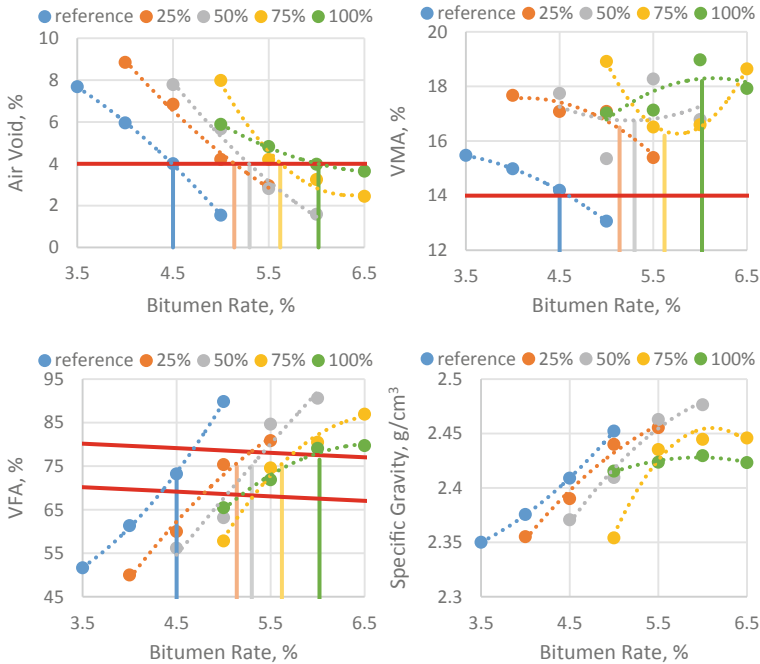 reference 25% 50% 75% 100%
10
8
6
4
2
0
3.5 4.5 5.5 6.5
Air Void, %
Bitumen Rate, %
reference 25% 50% 75% 100%
20
18
16
14
12
3.5 4.5 5.5 6.5
VMA, %
Bitumen Rate, %
reference 25% 50% 75% 100%
95
85
75
65
55
45
3.5 4.5 5.5 6.5
VFA, %
Bitumen Rate, %
reference 25% 50% 75% 100%
2.5
2.45
2.4
2.35
2.3
3.5 4.5 5.5 6.5
Specific Gravity, g/cm³
Bitumen Rate, %